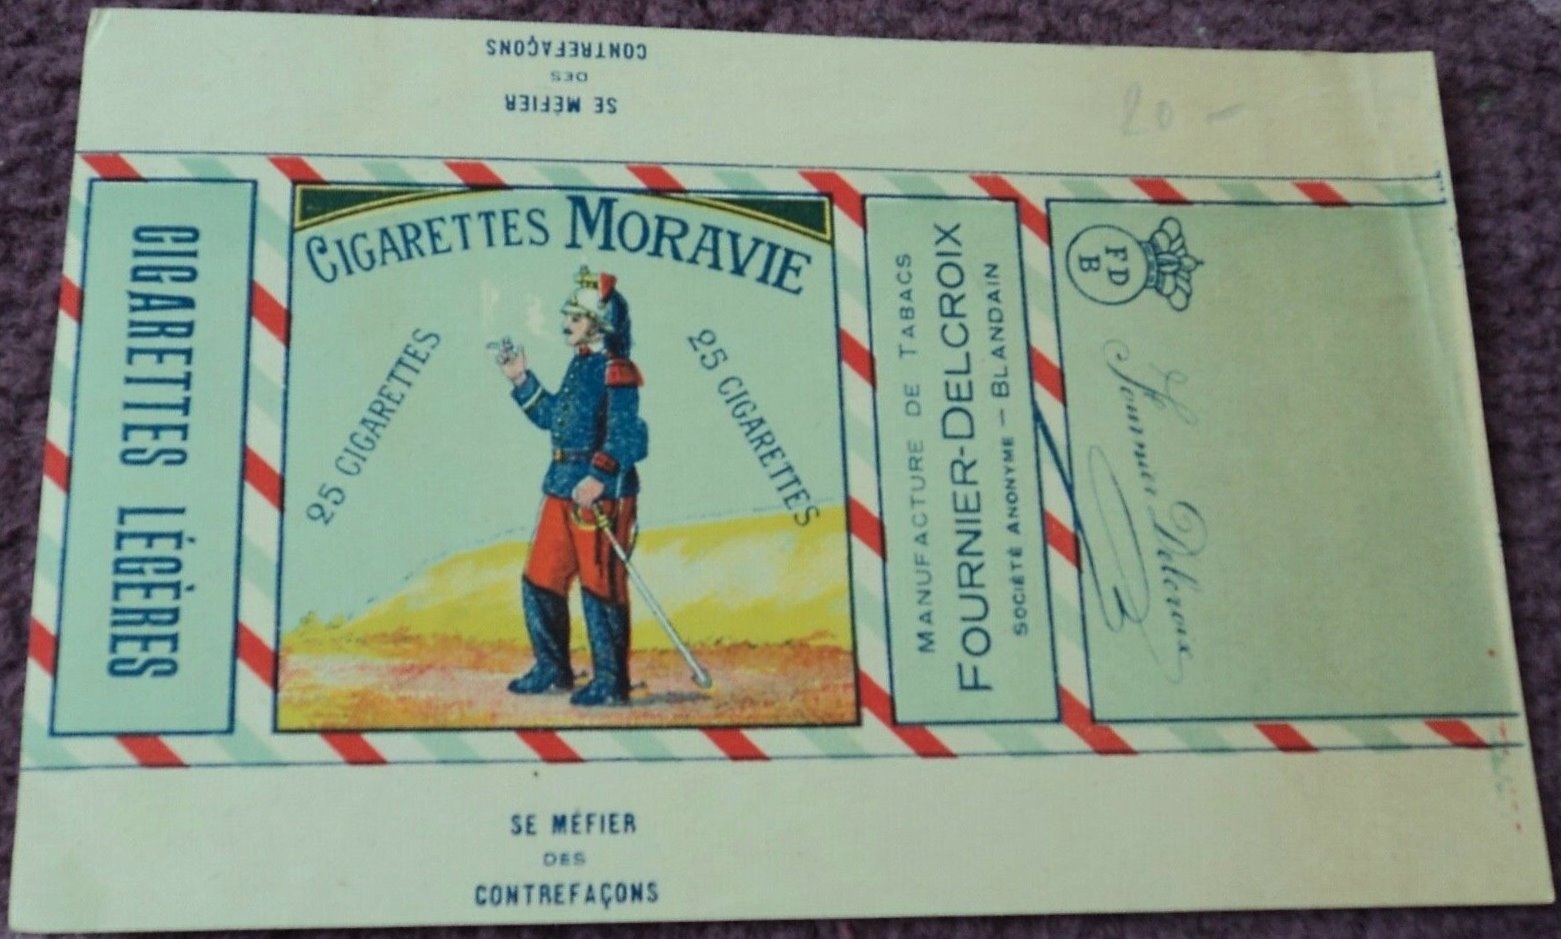 CONTREFAÇONS
DES
SE MÉFIER
20 -
CIGARETTES LÉGÈRES
CIGARETTES MORAVIE
25 CIGARETTES
25 CIGARETTES
MANUFACTURE DE TABACS
FOURNIER-DELCROIX
SOCIÉTÉ ANONYME - BLANDAIN
FD
B
Fournier Delcroix
SE MÉFIER
DES
CONTREFAÇONS